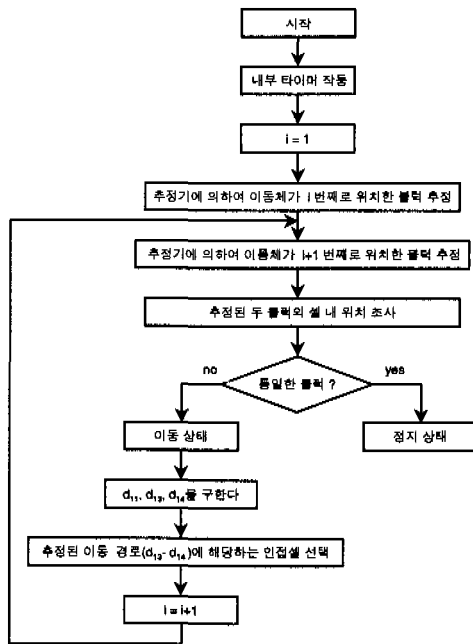 시작
내부 타이머 작동
i = 1
추정기에 의하여 이동체가 i 번째로 위치한 블럭 추정
추정기에 의하여 이동체가 i+1 번째로 위치한 블럭 추정
추정된 두 블럭의 셀 내 위치 조사
no
동일한 블럭 ?
yes
이동 상태
정지 상태
d₁₁, d₁₃, d₁₄를 구한다
추정된 이동 경로(d₁₃- d₁₄)에 해당하는 인접셀 선택
i = i+1